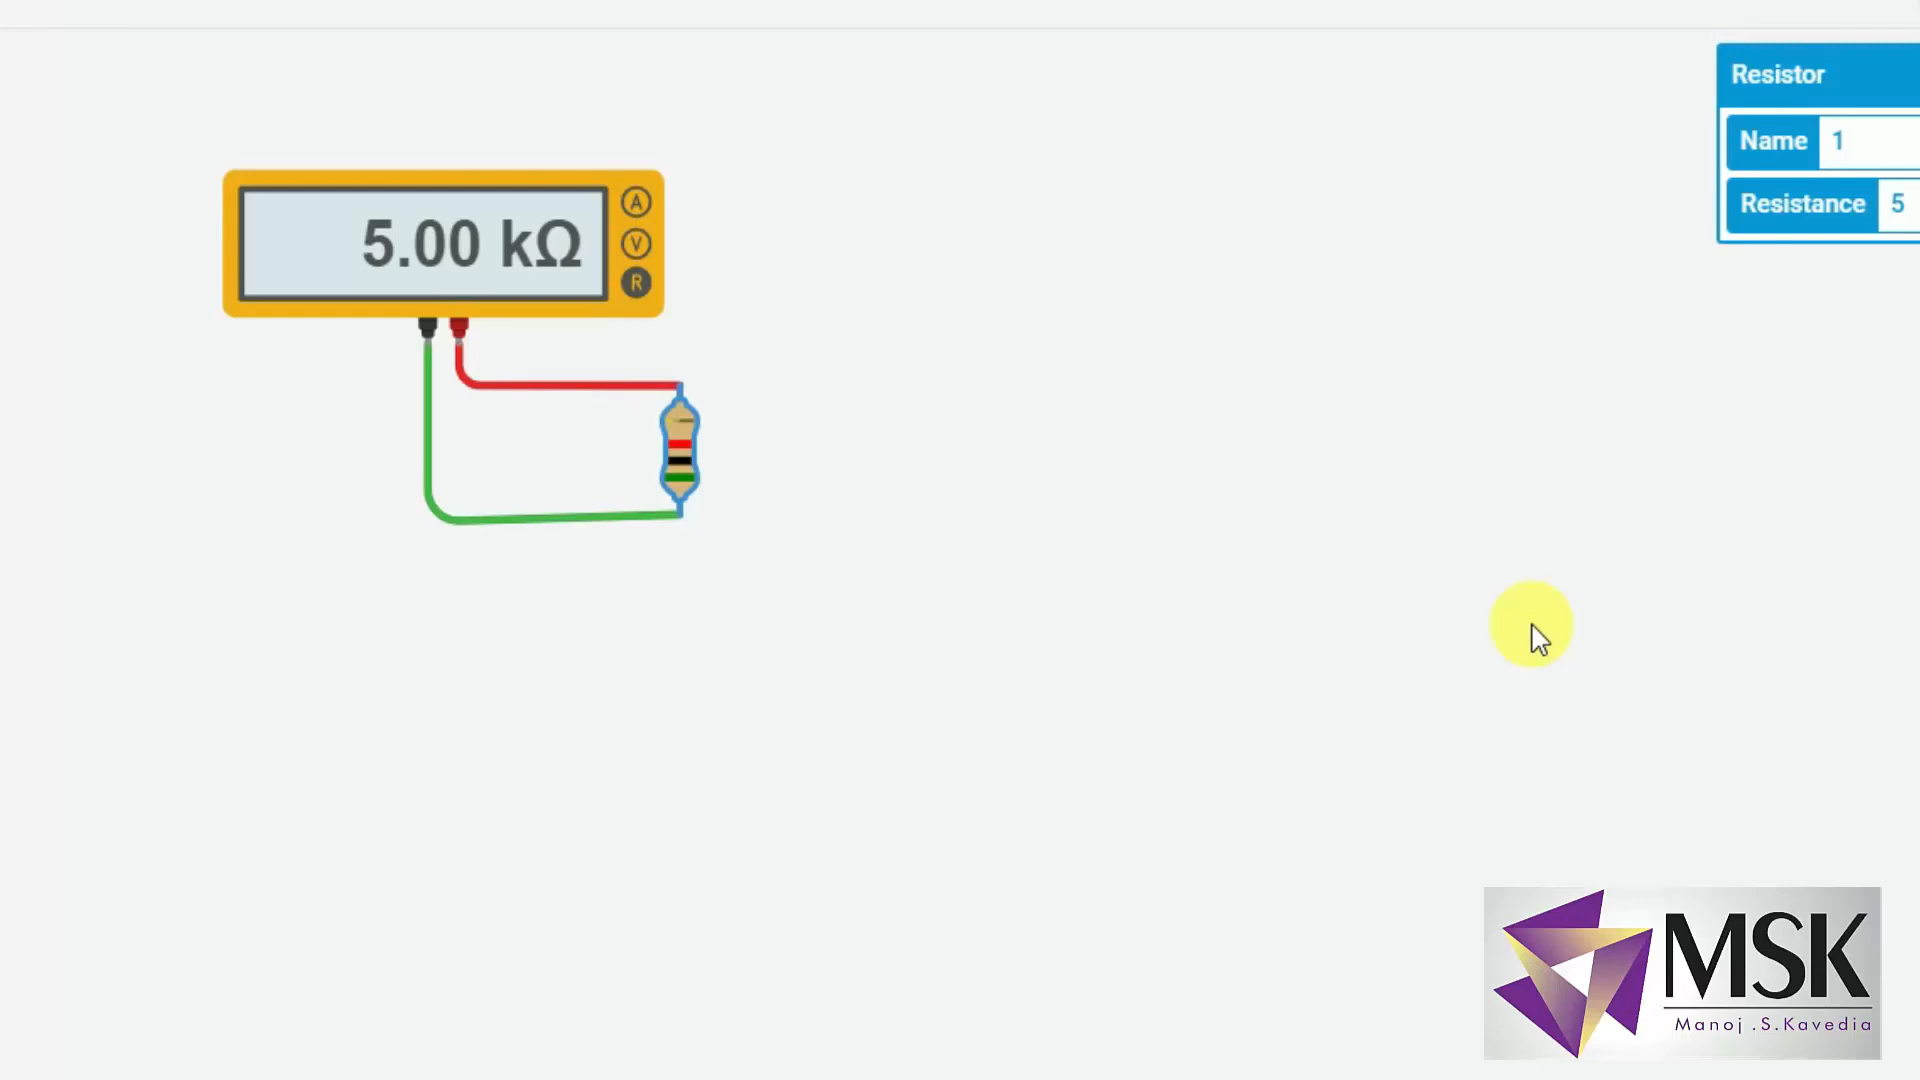 Resistor
Name 1
Resistance 5
5.00 kΩ
A
V
R
MSK
Manoj .S.Kavedia